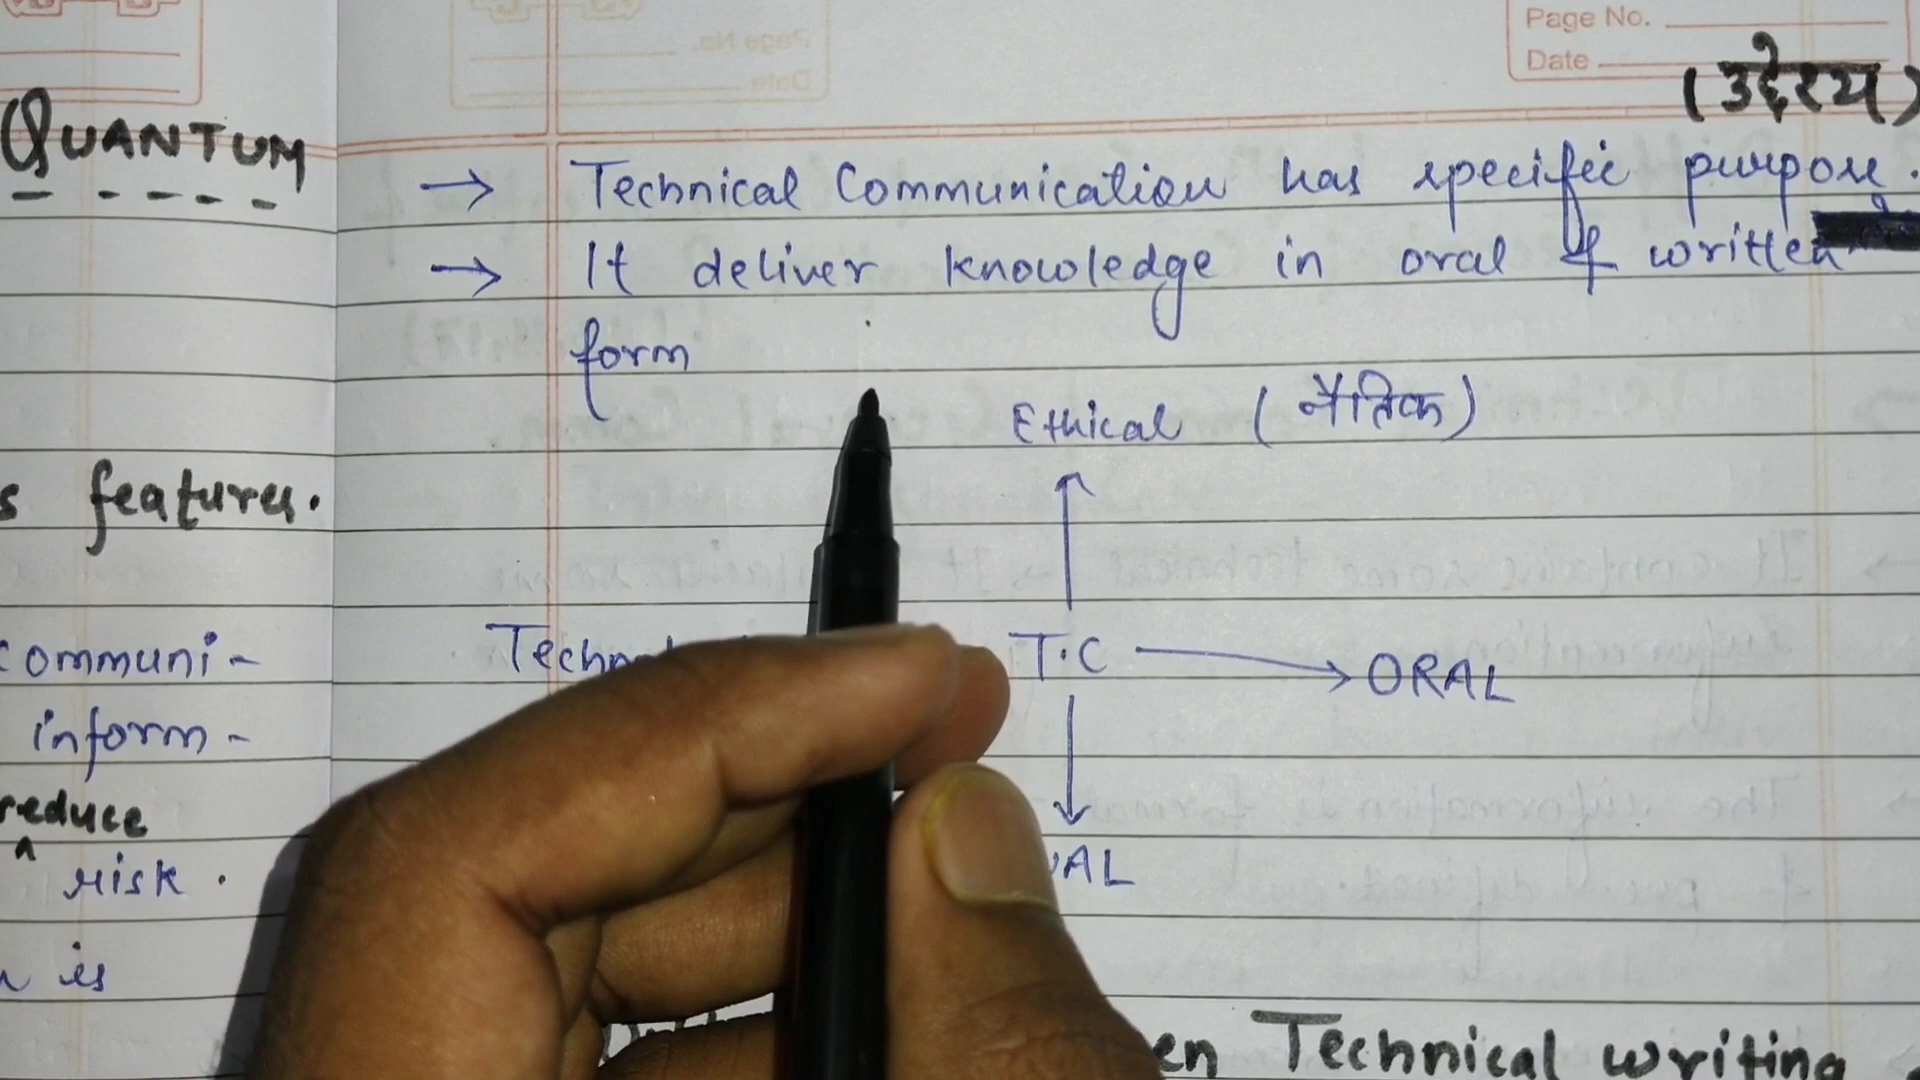 Page No.
Date
(उद्देश्य)
QUANTUM
→ Technical Communication has specific purpose.
→ It deliver knowledge in oral & written
form
Ethical (नैतिक)
s features.
communi-
T.C → ORAL
inform-
reduce
risk.
is
Technical writing